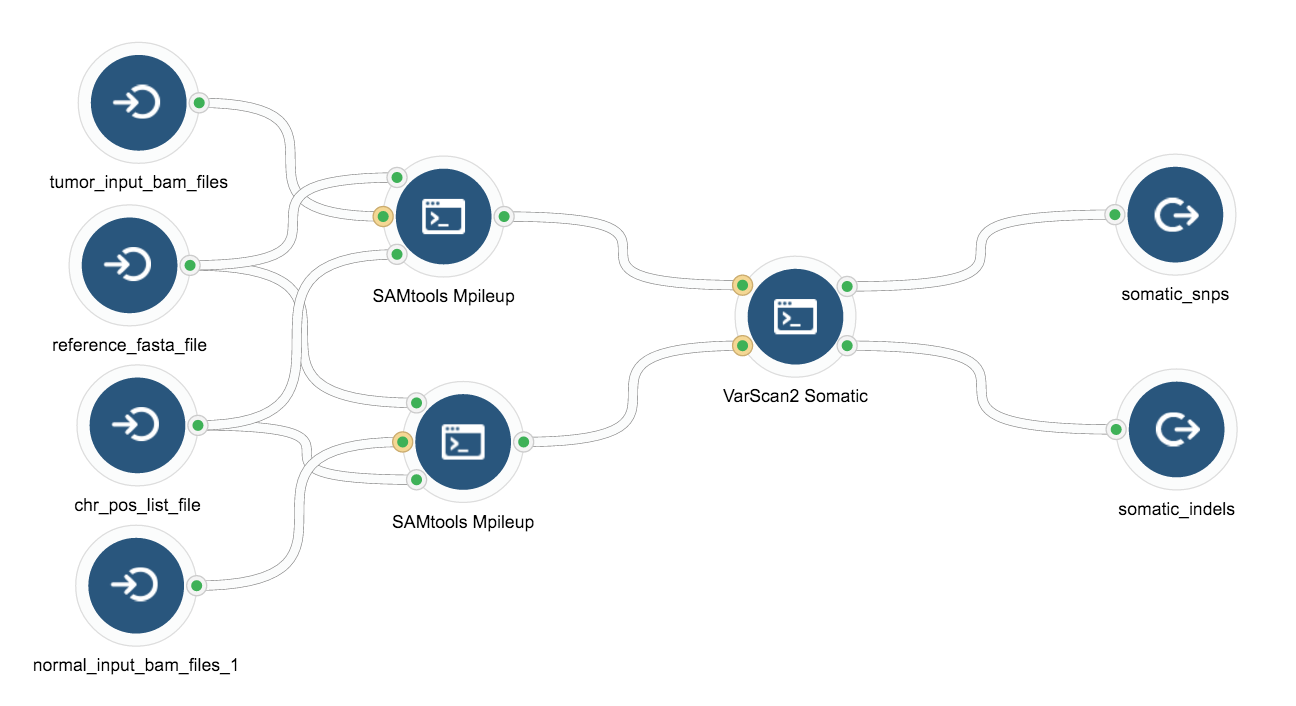 tumor_input_bam_files
reference_fasta_file
chr_pos_list_file
normal_input_bam_files_1
SAMtools Mpileup
SAMtools Mpileup
VarScan2 Somatic
somatic_snps
somatic_indels